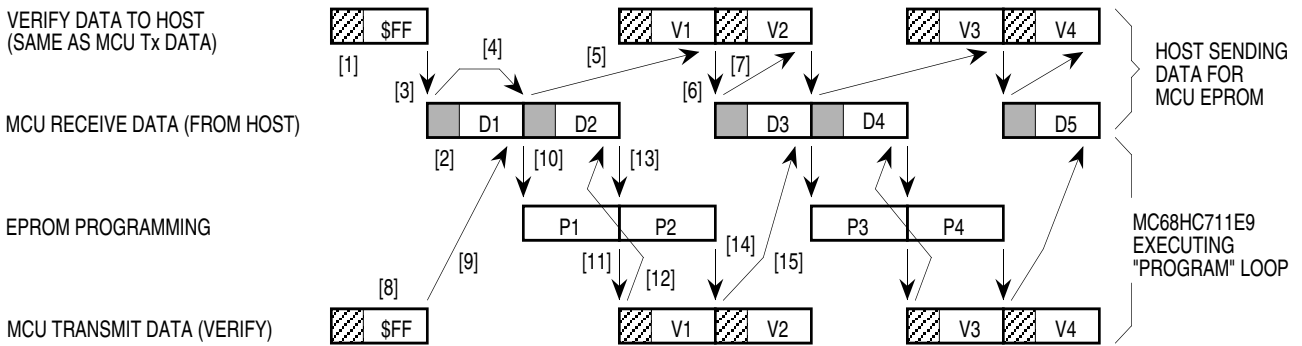 VERIFY DATA TO HOST
(SAME AS MCU Tx DATA)
$FF
V1
V2
V3
V4
[1]
[3]
[4]
[5]
[6]
[7]
HOST SENDING
DATA FOR
MCU EPROM
MCU RECEIVE DATA (FROM HOST)
D1
D2
D3
D4
D5
[2]
[10]
[13]
EPROM PROGRAMMING
P1
P2
P3
P4
MC68HC711E9
EXECUTING
"PROGRAM" LOOP
[8]
[9]
[11]
[12]
[14]
[15]
MCU TRANSMIT DATA (VERIFY)
$FF
V1
V2
V3
V4